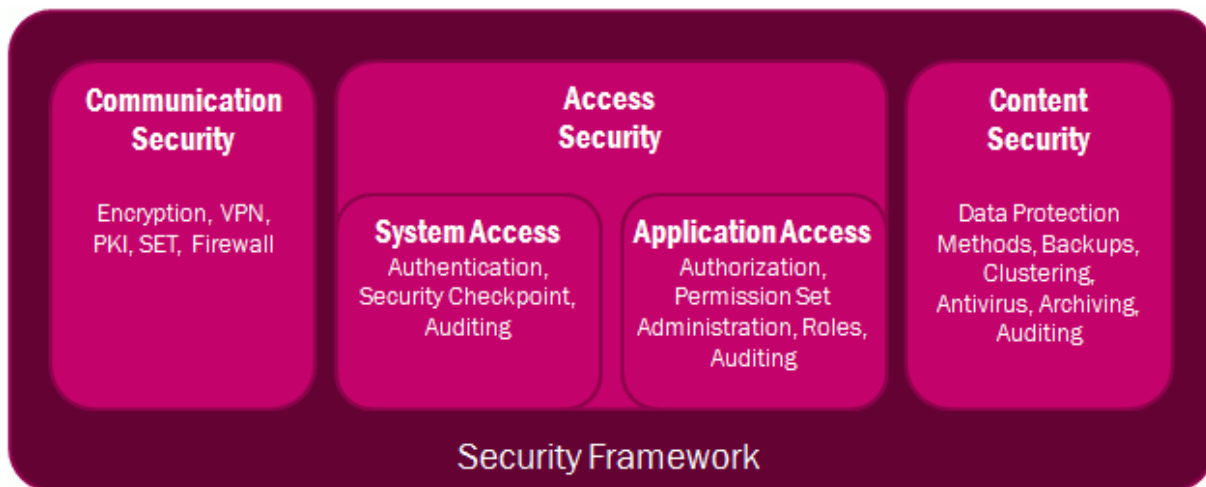 Communication
Security
Encryption, VPN,
PKI, SET, Firewall
Access
Security
System Access
Authentication,
Security Checkpoint,
Auditing
Application Access
Authorization,
Permission Set
Administration, Roles,
Auditing
Content
Security
Data Protection
Methods, Backups,
Clustering,
Antivirus, Archiving,
Auditing
Security Framework